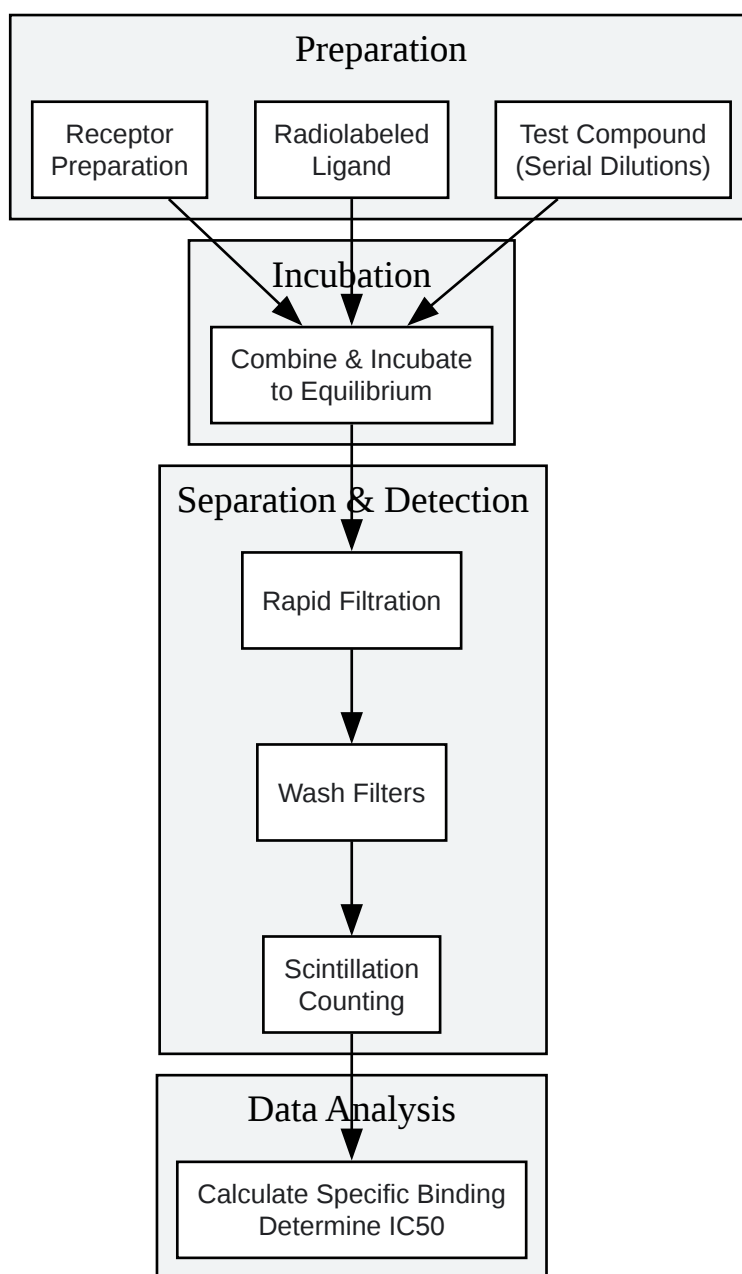 Preparation
Receptor
Preparation
Radiolabeled
Ligand
Test Compound
(Serial Dilutions)
Incubation
Combine & Incubate
to Equilibrium
Separation & Detection
Rapid Filtration
Wash Filters
Scintillation
Counting
Data Analysis
Calculate Specific Binding
Determine IC50